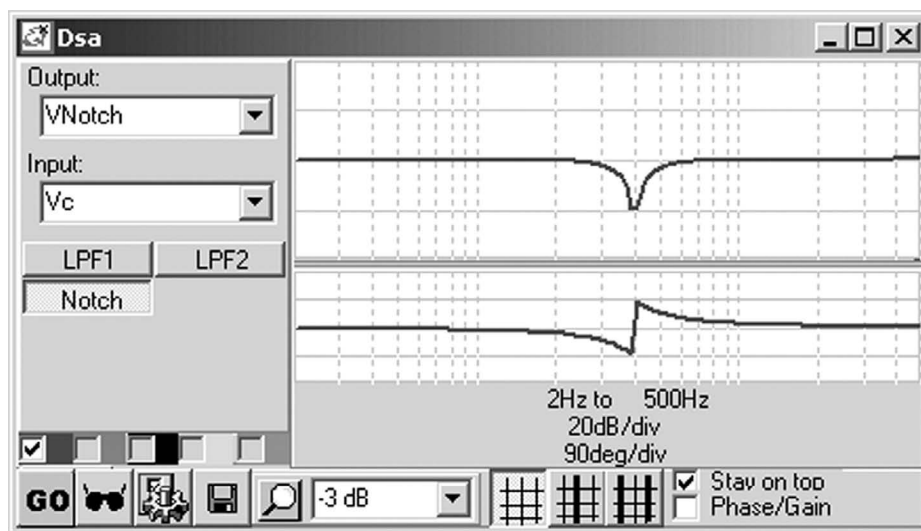 Dsa
Output:
VNotch
Input:
Vc
LPF1 LPF2
Notch
2Hz to 500Hz
20dB/div
90deg/div
GO -3 dB Stay on top
Phase/Gain